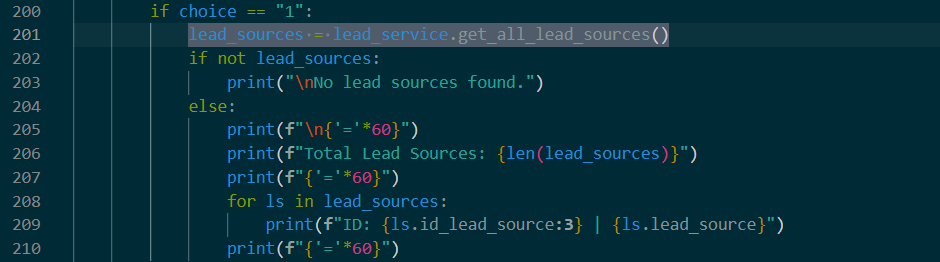 200 if choice == "1":
201 lead_sources = lead_service.get_all_lead_sources()
202 if not lead_sources:
203 print("\nNo lead sources found.")
204 else:
205 print(f"\n{'='*60}")
206 print(f"Total Lead Sources: {len(lead_sources)}")
207 print(f"{'='*60}")
208 for ls in lead_sources:
209 print(f"ID: {ls.id_lead_source:3} | {ls.lead_source}")
210 print(f"{'='*60}")